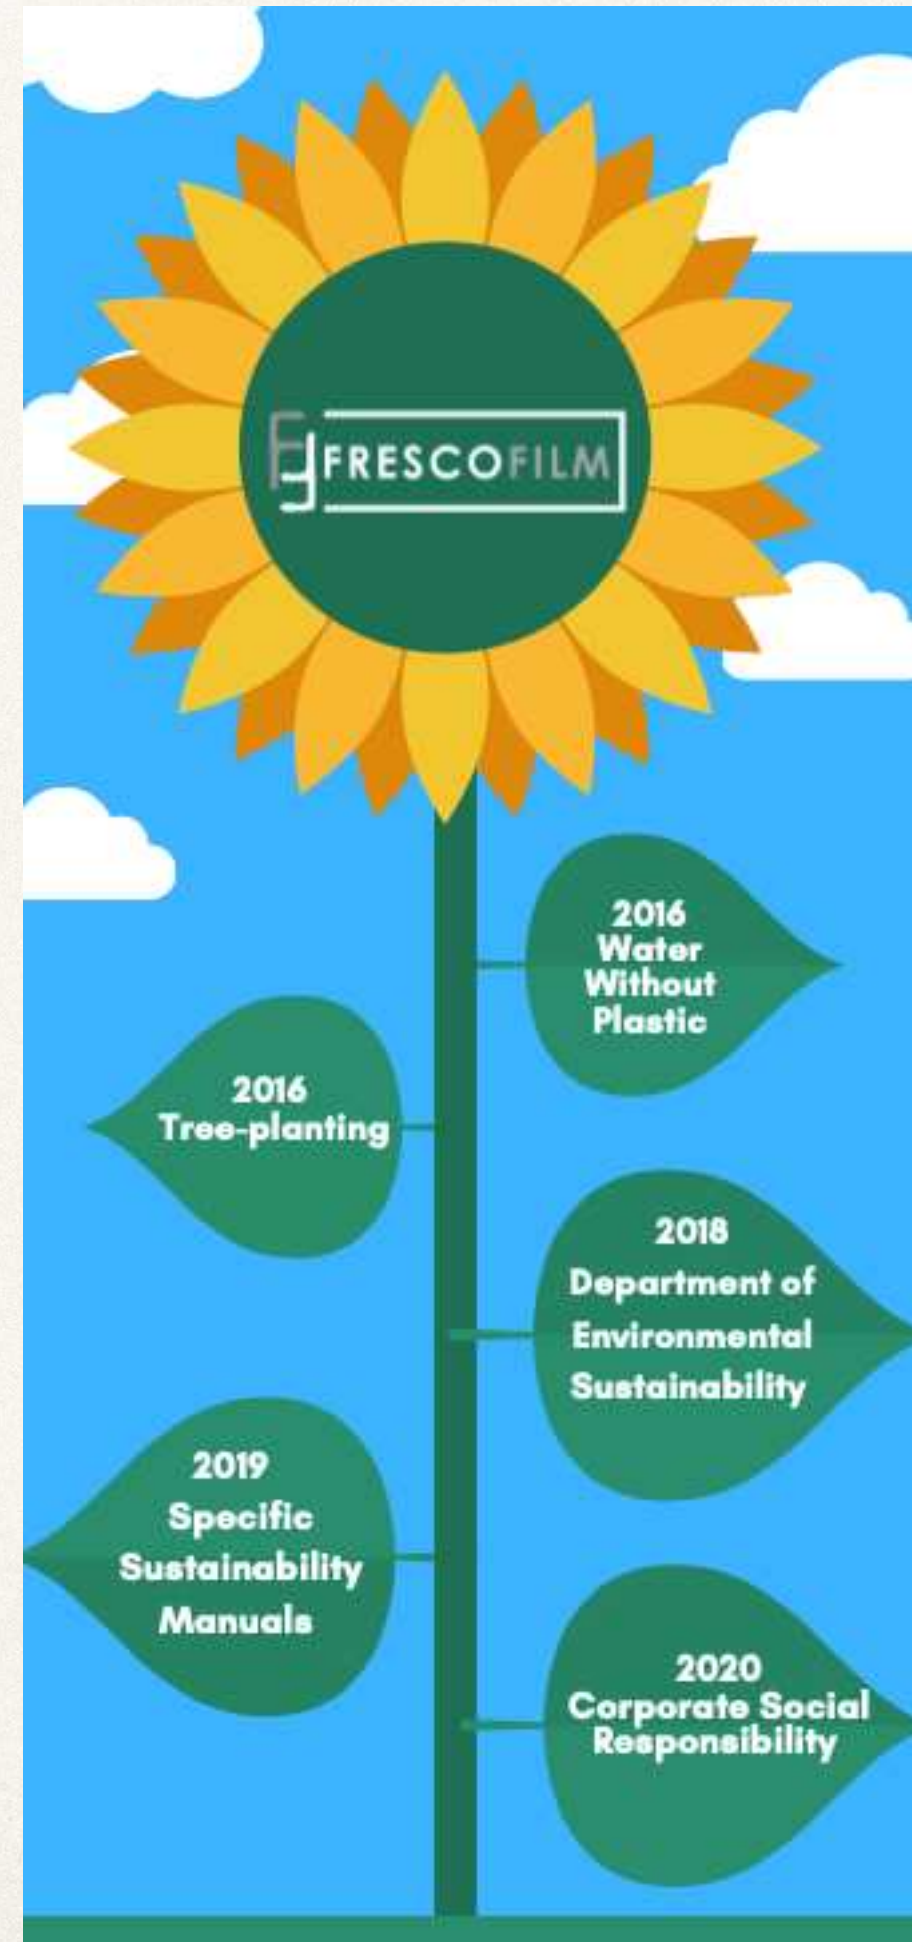 FRESCOFILM
2016
Water
Without
Plastic
2016
Tree-planting
2018
Department of
Environmental
Sustainability
2019
Specific
Sustainability
Manuals
2020
Corporate Social
Responsibility